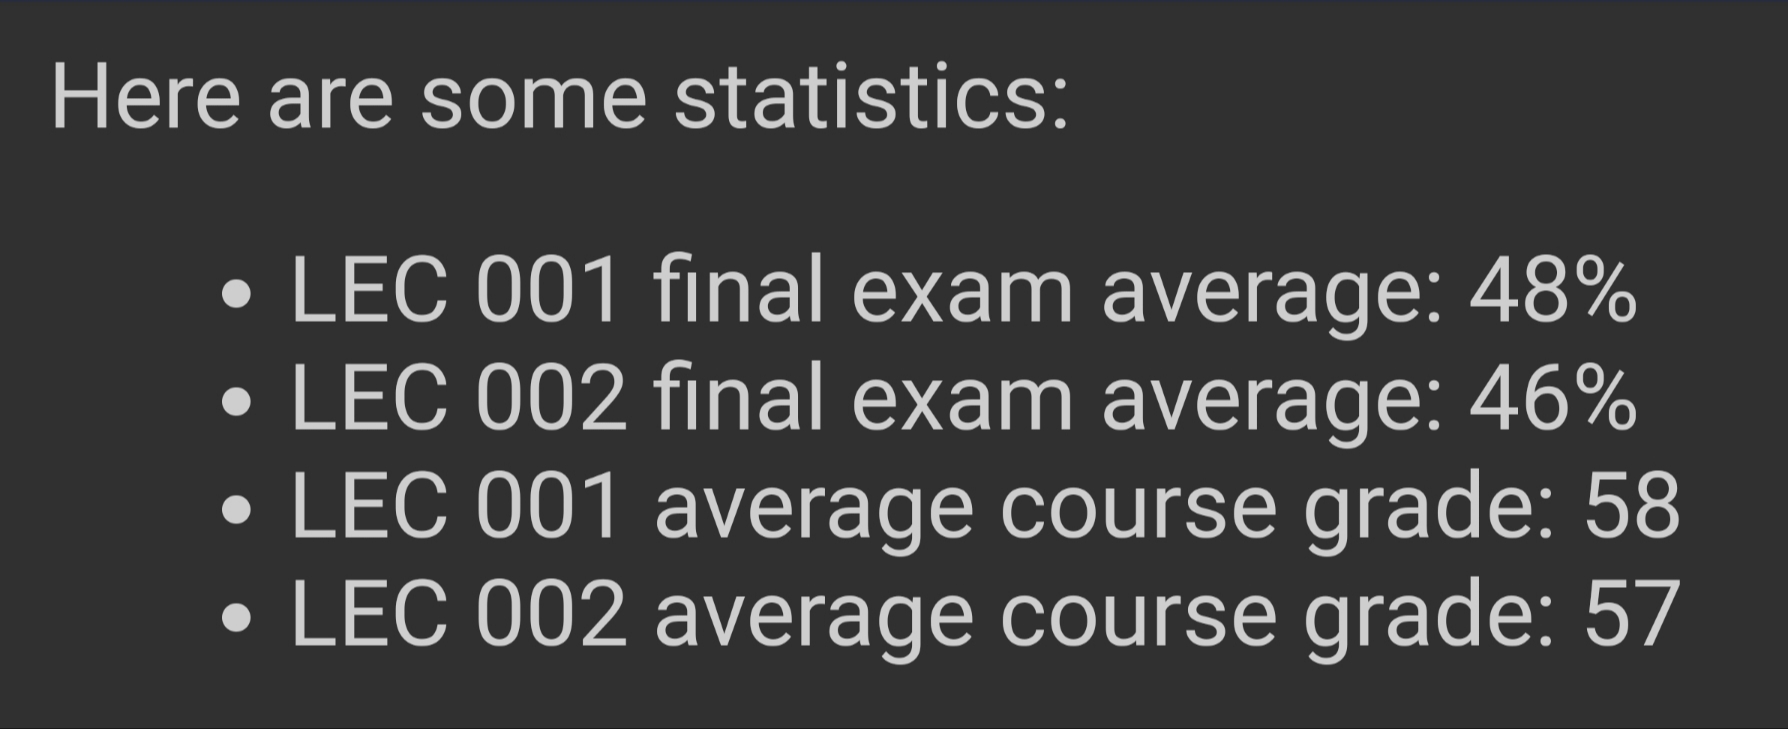 Here are some statistics:
• LEC 001 final exam average: 48%
• LEC 002 final exam average: 46%
• LEC 001 average course grade: 58
• LEC 002 average course grade: 57